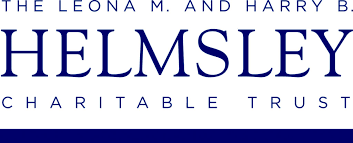 THE LEONA M. AND HARRY B.
HELMSLEY
CHARITABLE TRUST